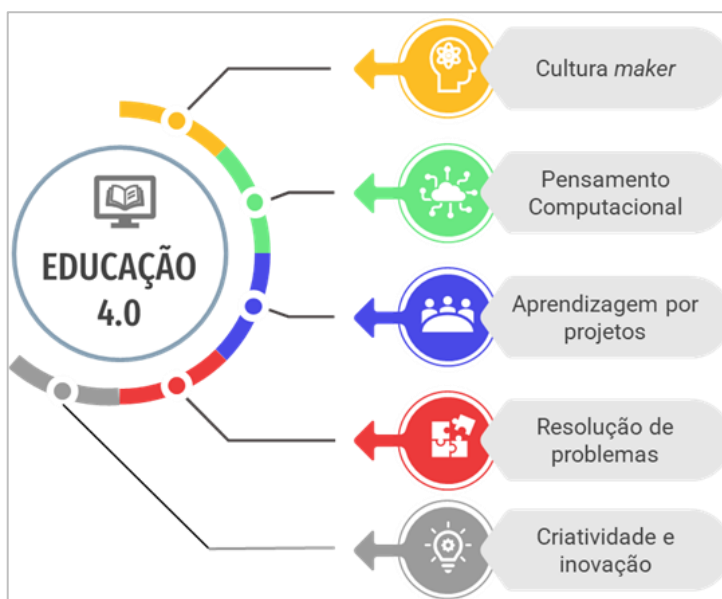 EDUCAÇÃO
4.0
Cultura maker
Pensamento
Computacional
Aprendizagem por
projetos
Resolução de
problemas
Criatividade e
inovação